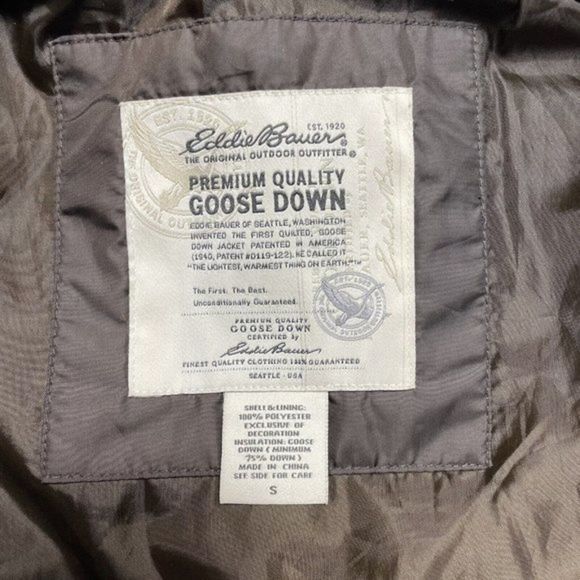 EST. 1920
Eddie Bauer®
THE ORIGINAL OUTDOOR OUTFITTER®
PREMIUM QUALITY
GOOSE DOWN
EDDIE BAUER OF SEATTLE, WASHINGTON
INVENTED THE FIRST QUILTED, GOOSE
DOWN JACKET PATENTED IN AMERICA
(1940, PATENT #D119-122). HE CALLED IT
"THE LIGHTEST, WARMEST THING ON EARTH."™
The First. The Best.
Unconditionally Guaranteed.
PREMIUM QUALITY
GOOSE DOWN
CERTIFIED by
Eddie Bauer
FINEST QUALITY CLOTHING 100% GUARANTEED
SEATTLE - USA
SHELL & LINING:
100% POLYESTER
EXCLUSIVE OF
DECORATION
INSULATION: GOOSE
DOWN ( MINIMUM
75% DOWN )
MADE IN CHINA
SEE SIDE FOR CARE
S